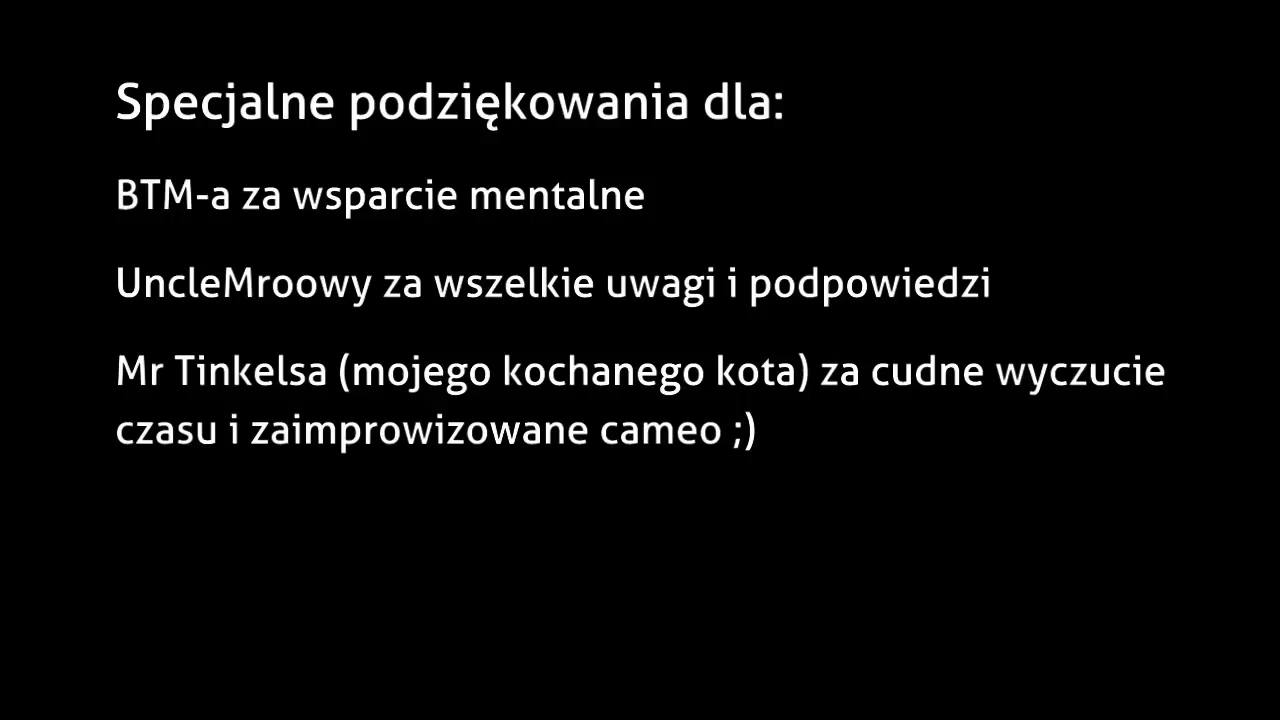 Specjalne podziękowania dla:
BTM-a za wsparcie mentalne
UncleMroowy za wszelkie uwagi i podpowiedzi
Mr Tinkelsa (mojego kochanego kota) za cudne wyczucie
czasu i zaimprowizowane cameo ;)